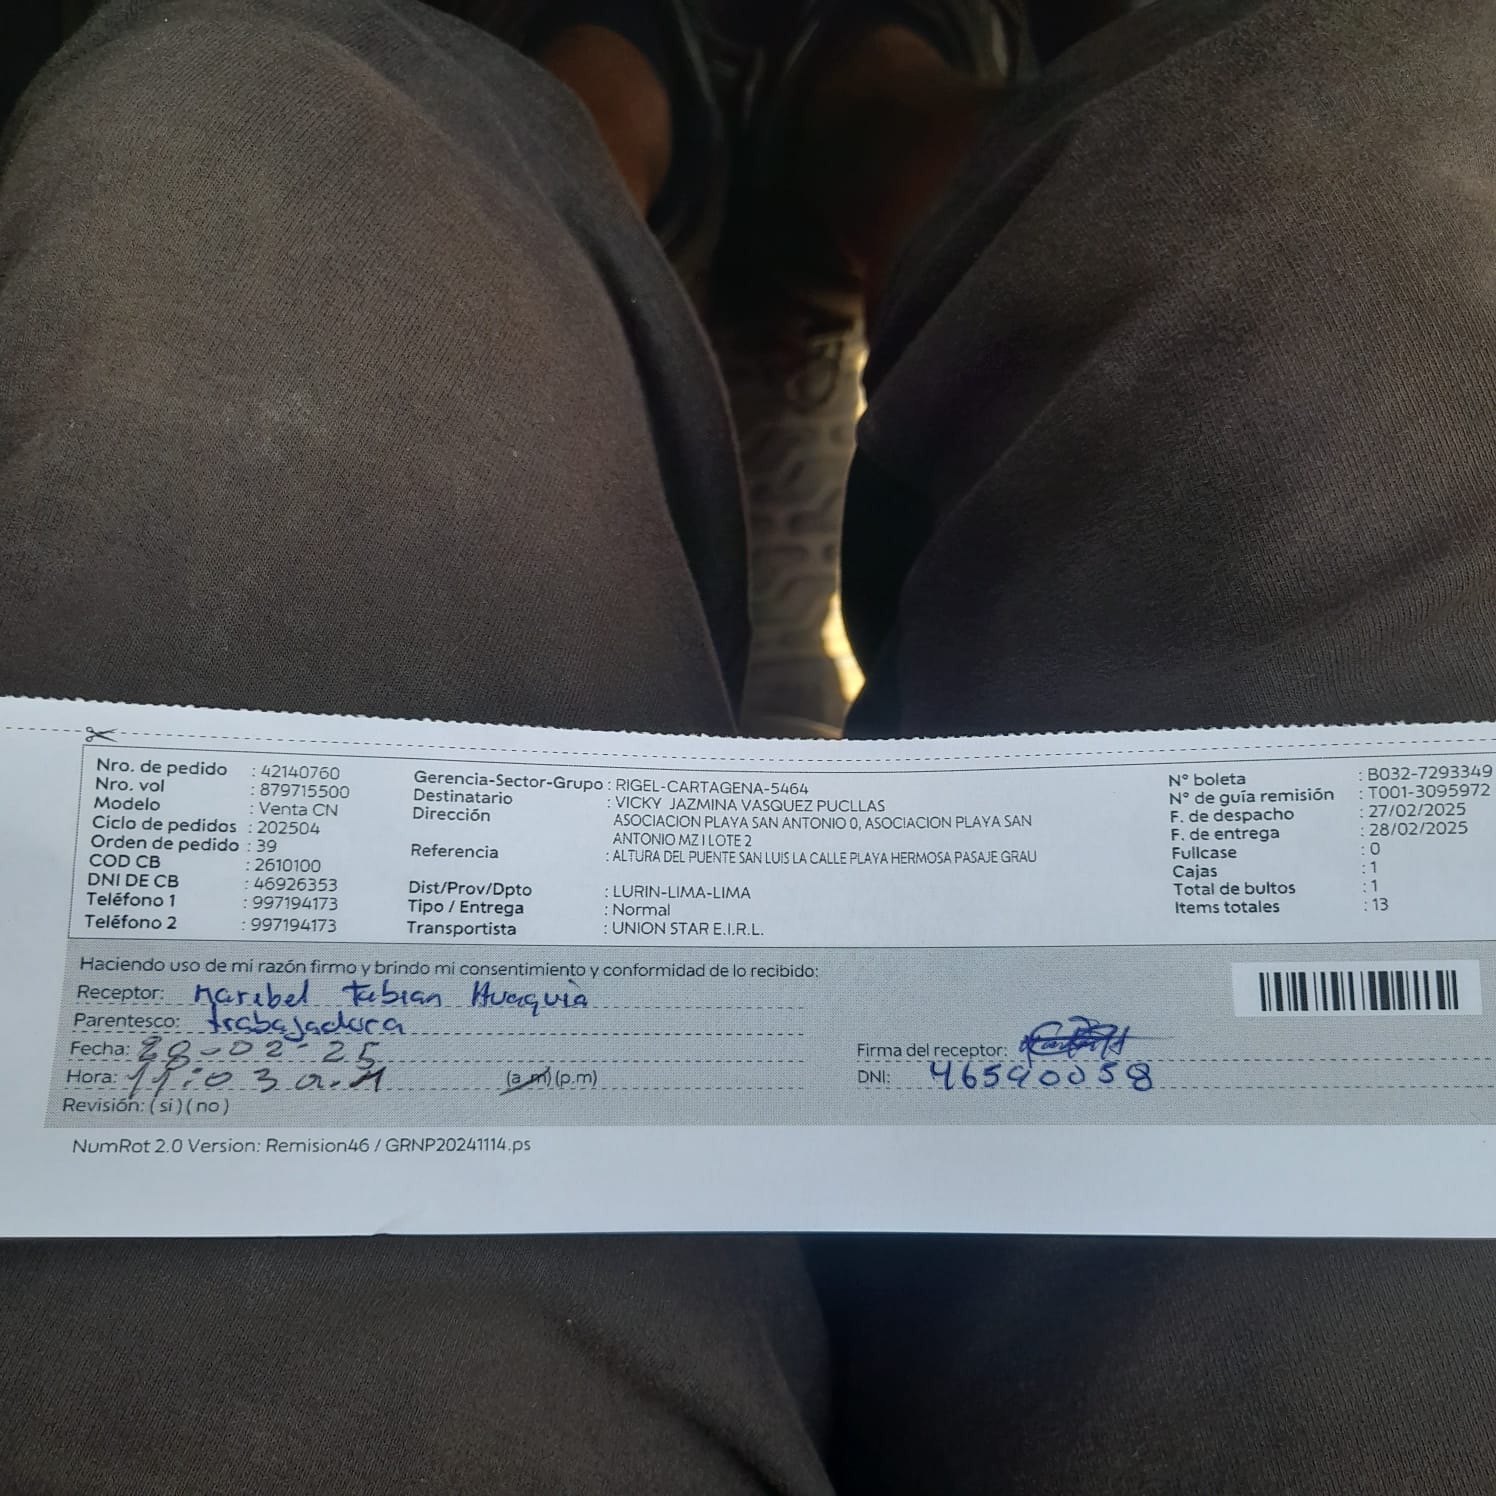 Nro. de pedido : 42140760
Nro. vol : 879715500
Modelo : Venta CN
Ciclo de pedidos : 202504
Orden de pedido : 39
COD CB : 2610100
DNI DE CB : 46926353
Teléfono 1 : 997194173
Teléfono 2 : 997194173
Gerencia-Sector-Grupo : RIGEL-CARTAGENA-5464
Destinatario : VICKY JAZMINA VASQUEZ PUCLLAS
Dirección ASOCIACION PLAYA SAN ANTONIO 0, ASOCIACION PLAYA SAN
ANTONIO MZ I LOTE 2
Referencia : ALTURA DEL PUENTE SAN LUIS LA CALLE PLAYA HERMOSA PASAJE GRAU
Dist/Prov/Dpto : LURIN-LIMA-LIMA
Tipo / Entrega : Normal
Transportista : UNION STAR E.I.R.L.
N° boleta : B032-7293349
N° de guía remisión : T001-3095972
F. de despacho : 27/02/2025
F. de entrega : 28/02/2025
Fullcase : 0
Cajas : 1
Total de bultos : 1
Items totales : 13
Haciendo uso de mi razón firmo y brindo mi consentimiento y conformidad de lo recibido:
Receptor: Maribel Fabian
Parentesco: trabajadora
Fecha: 28-02-25
Hora: 11:03 a.m (a.m)(p.m)
Revisión: (si)(no)
Firma del receptor:
DNI: 46590058
NumRot 2.0 Version: Remision46 / GRNP20241114.ps